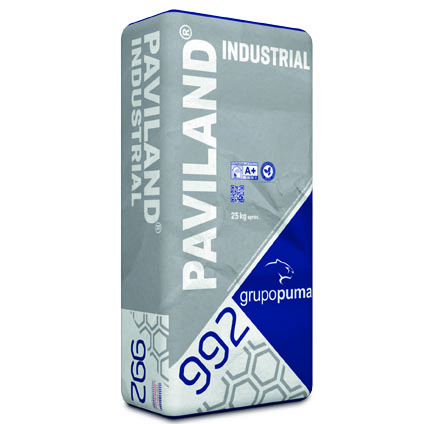 PAVILAND®
INDUSTRIAL
992
PAVILAND®
INDUSTRIAL
A+
25 kg aprox.
grupopuma
992